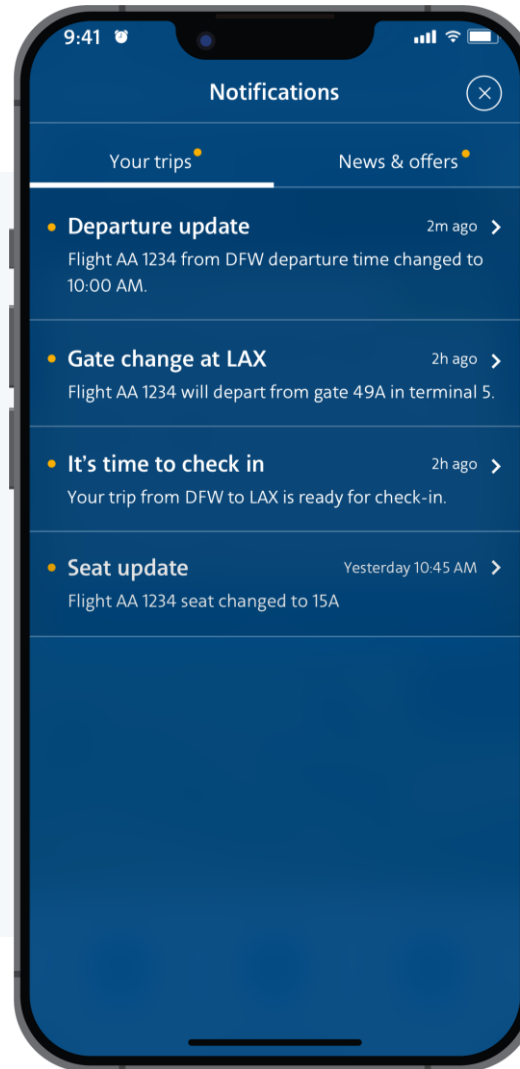 9:41
Notifications
Your trips
News & offers
Departure update 2m ago
Flight AA 1234 from DFW departure time changed to
10:00 AM.
Gate change at LAX 2h ago
Flight AA 1234 will depart from gate 49A in terminal 5.
It's time to check in 2h ago
Your trip from DFW to LAX is ready for check-in.
Seat update Yesterday 10:45 AM
Flight AA 1234 seat changed to 15A